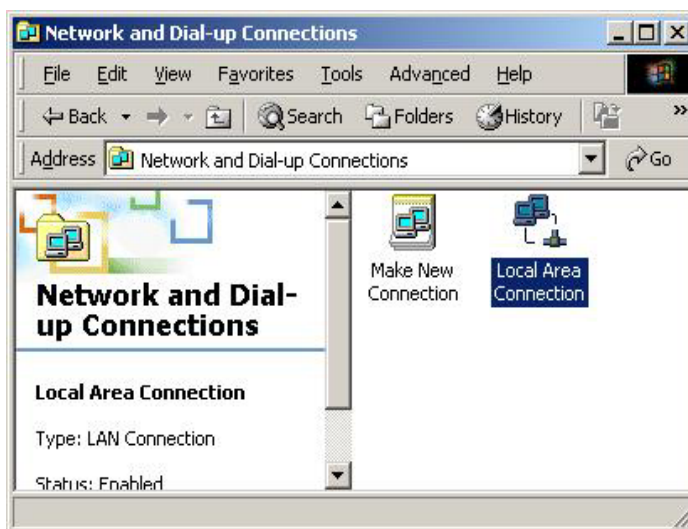 Network and Dial-up Connections
File Edit View Favorites Tools Advanced Help
Back Search Folders History »
Address Network and Dial-up Connections Go
Network and Dial-
up Connections
Local Area Connection
Type: LAN Connection
Status: Enabled
Make New
Connection
Local Area
Connection